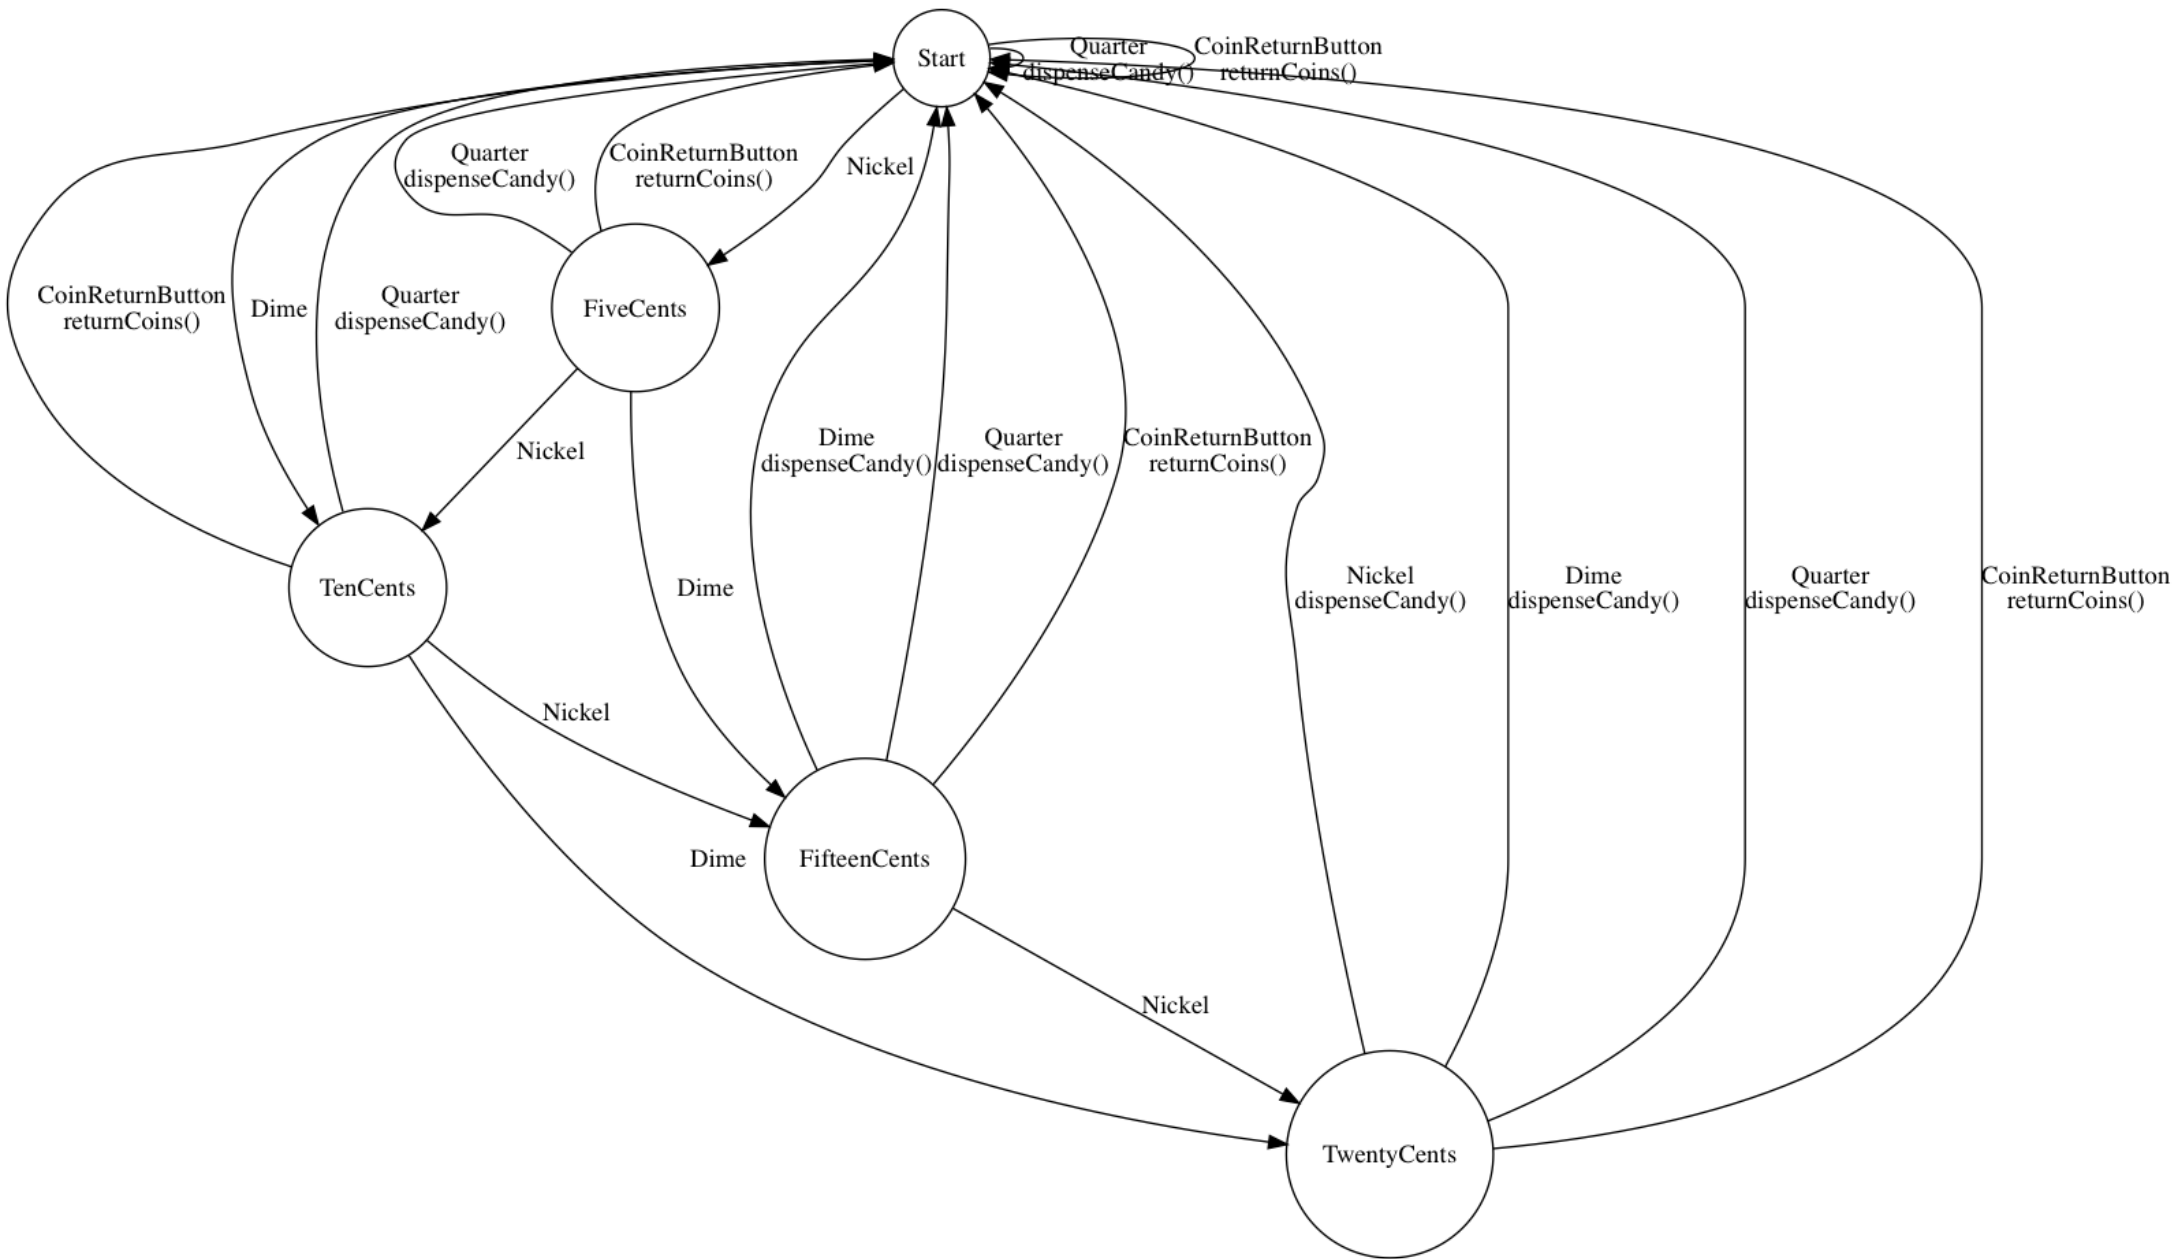 Start
Quarter
dispenseCandy()
CoinReturnButton
returnCoins()
Quarter
dispenseCandy()
CoinReturnButton
returnCoins()
Nickel
CoinReturnButton
returnCoins()
Dime
Quarter
dispenseCandy()
FiveCents
Nickel
Dime
dispenseCandy()
Quarter
dispenseCandy()
CoinReturnButton
returnCoins()
TenCents
Dime
Nickel
dispenseCandy()
Dime
dispenseCandy()
Quarter
dispenseCandy()
CoinReturnButton
returnCoins()
Nickel
Dime
FifteenCents
Nickel
TwentyCents